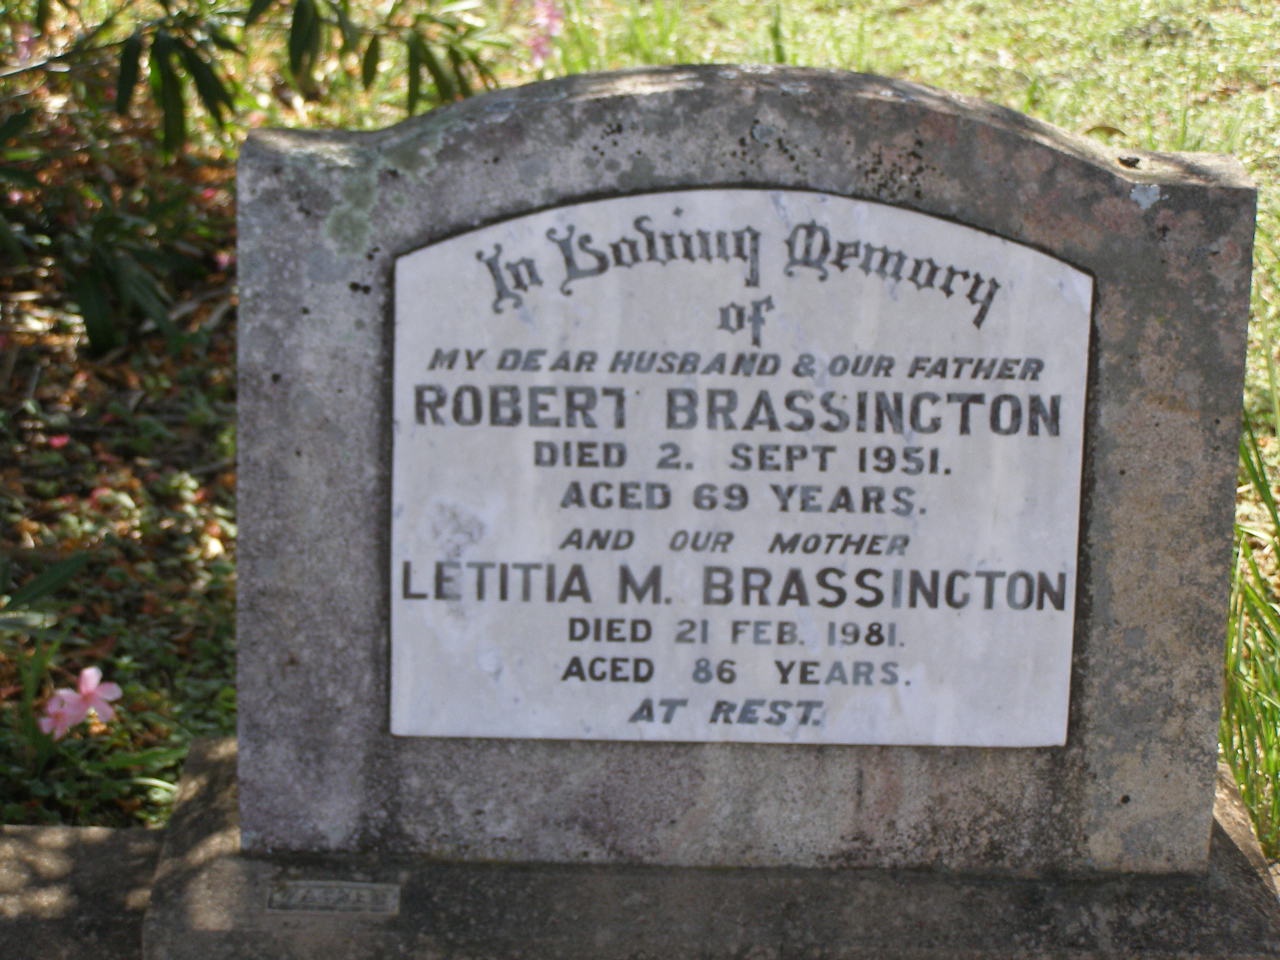 In Loving Memory
of
MY DEAR HUSBAND & OUR FATHER
ROBERT BRASSINGTON
DIED 2. SEPT 1951.
AGED 69 YEARS.
AND OUR MOTHER
LETITIA M. BRASSINGTON
DIED 21 FEB. 1981.
AGED 86 YEARS.
AT REST.